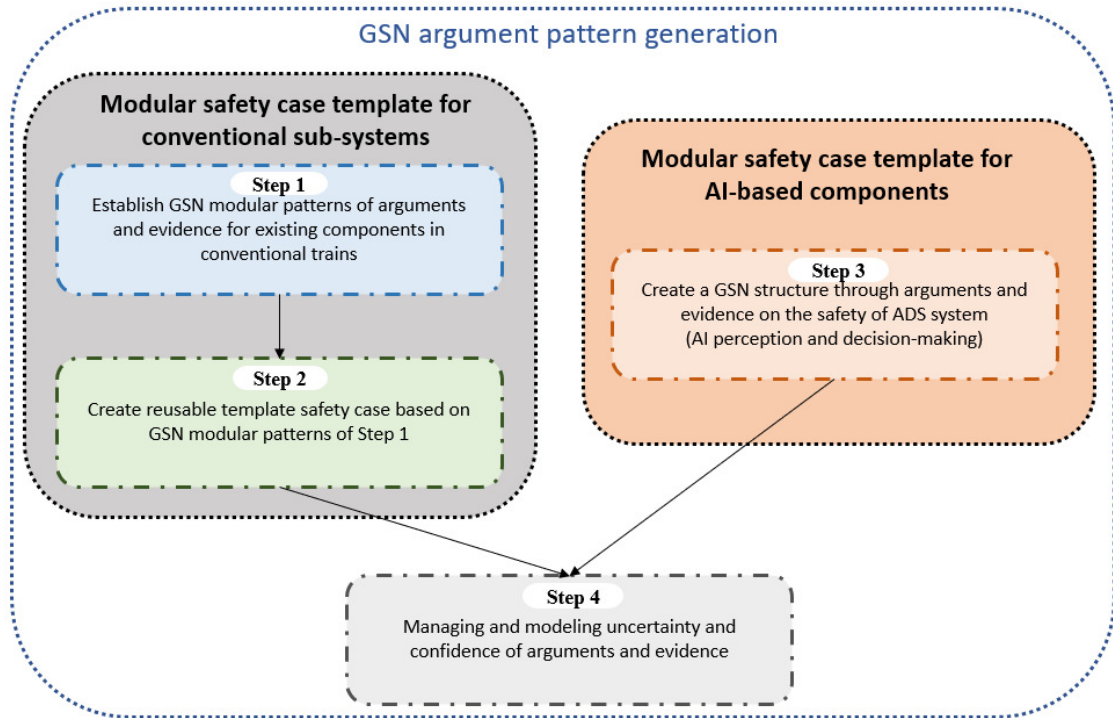 GSN argument pattern generation
Modular safety case template for
conventional sub-systems
Step 1
Establish GSN modular patterns of arguments
and evidence for existing components in
conventional trains
Step 2
Create reusable template safety case based on
GSN modular patterns of Step 1
Modular safety case template for
AI-based components
Step 3
Create a GSN structure through arguments and
evidence on the safety of ADS system
(AI perception and decision-making)
Step 4
Managing and modeling uncertainty and
confidence of arguments and evidence